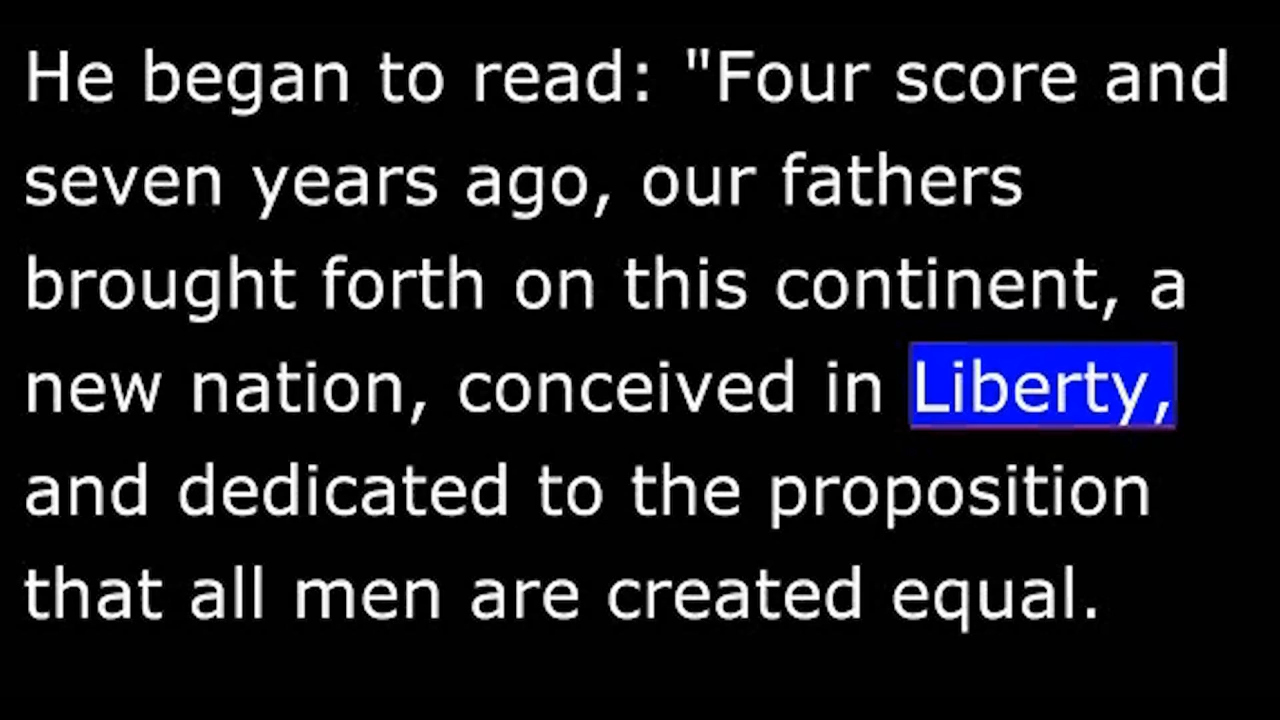 He began to read: "Four score and
seven years ago, our fathers
brought forth on this continent, a
new nation, conceived in Liberty,
and dedicated to the proposition
that all men are created equal.